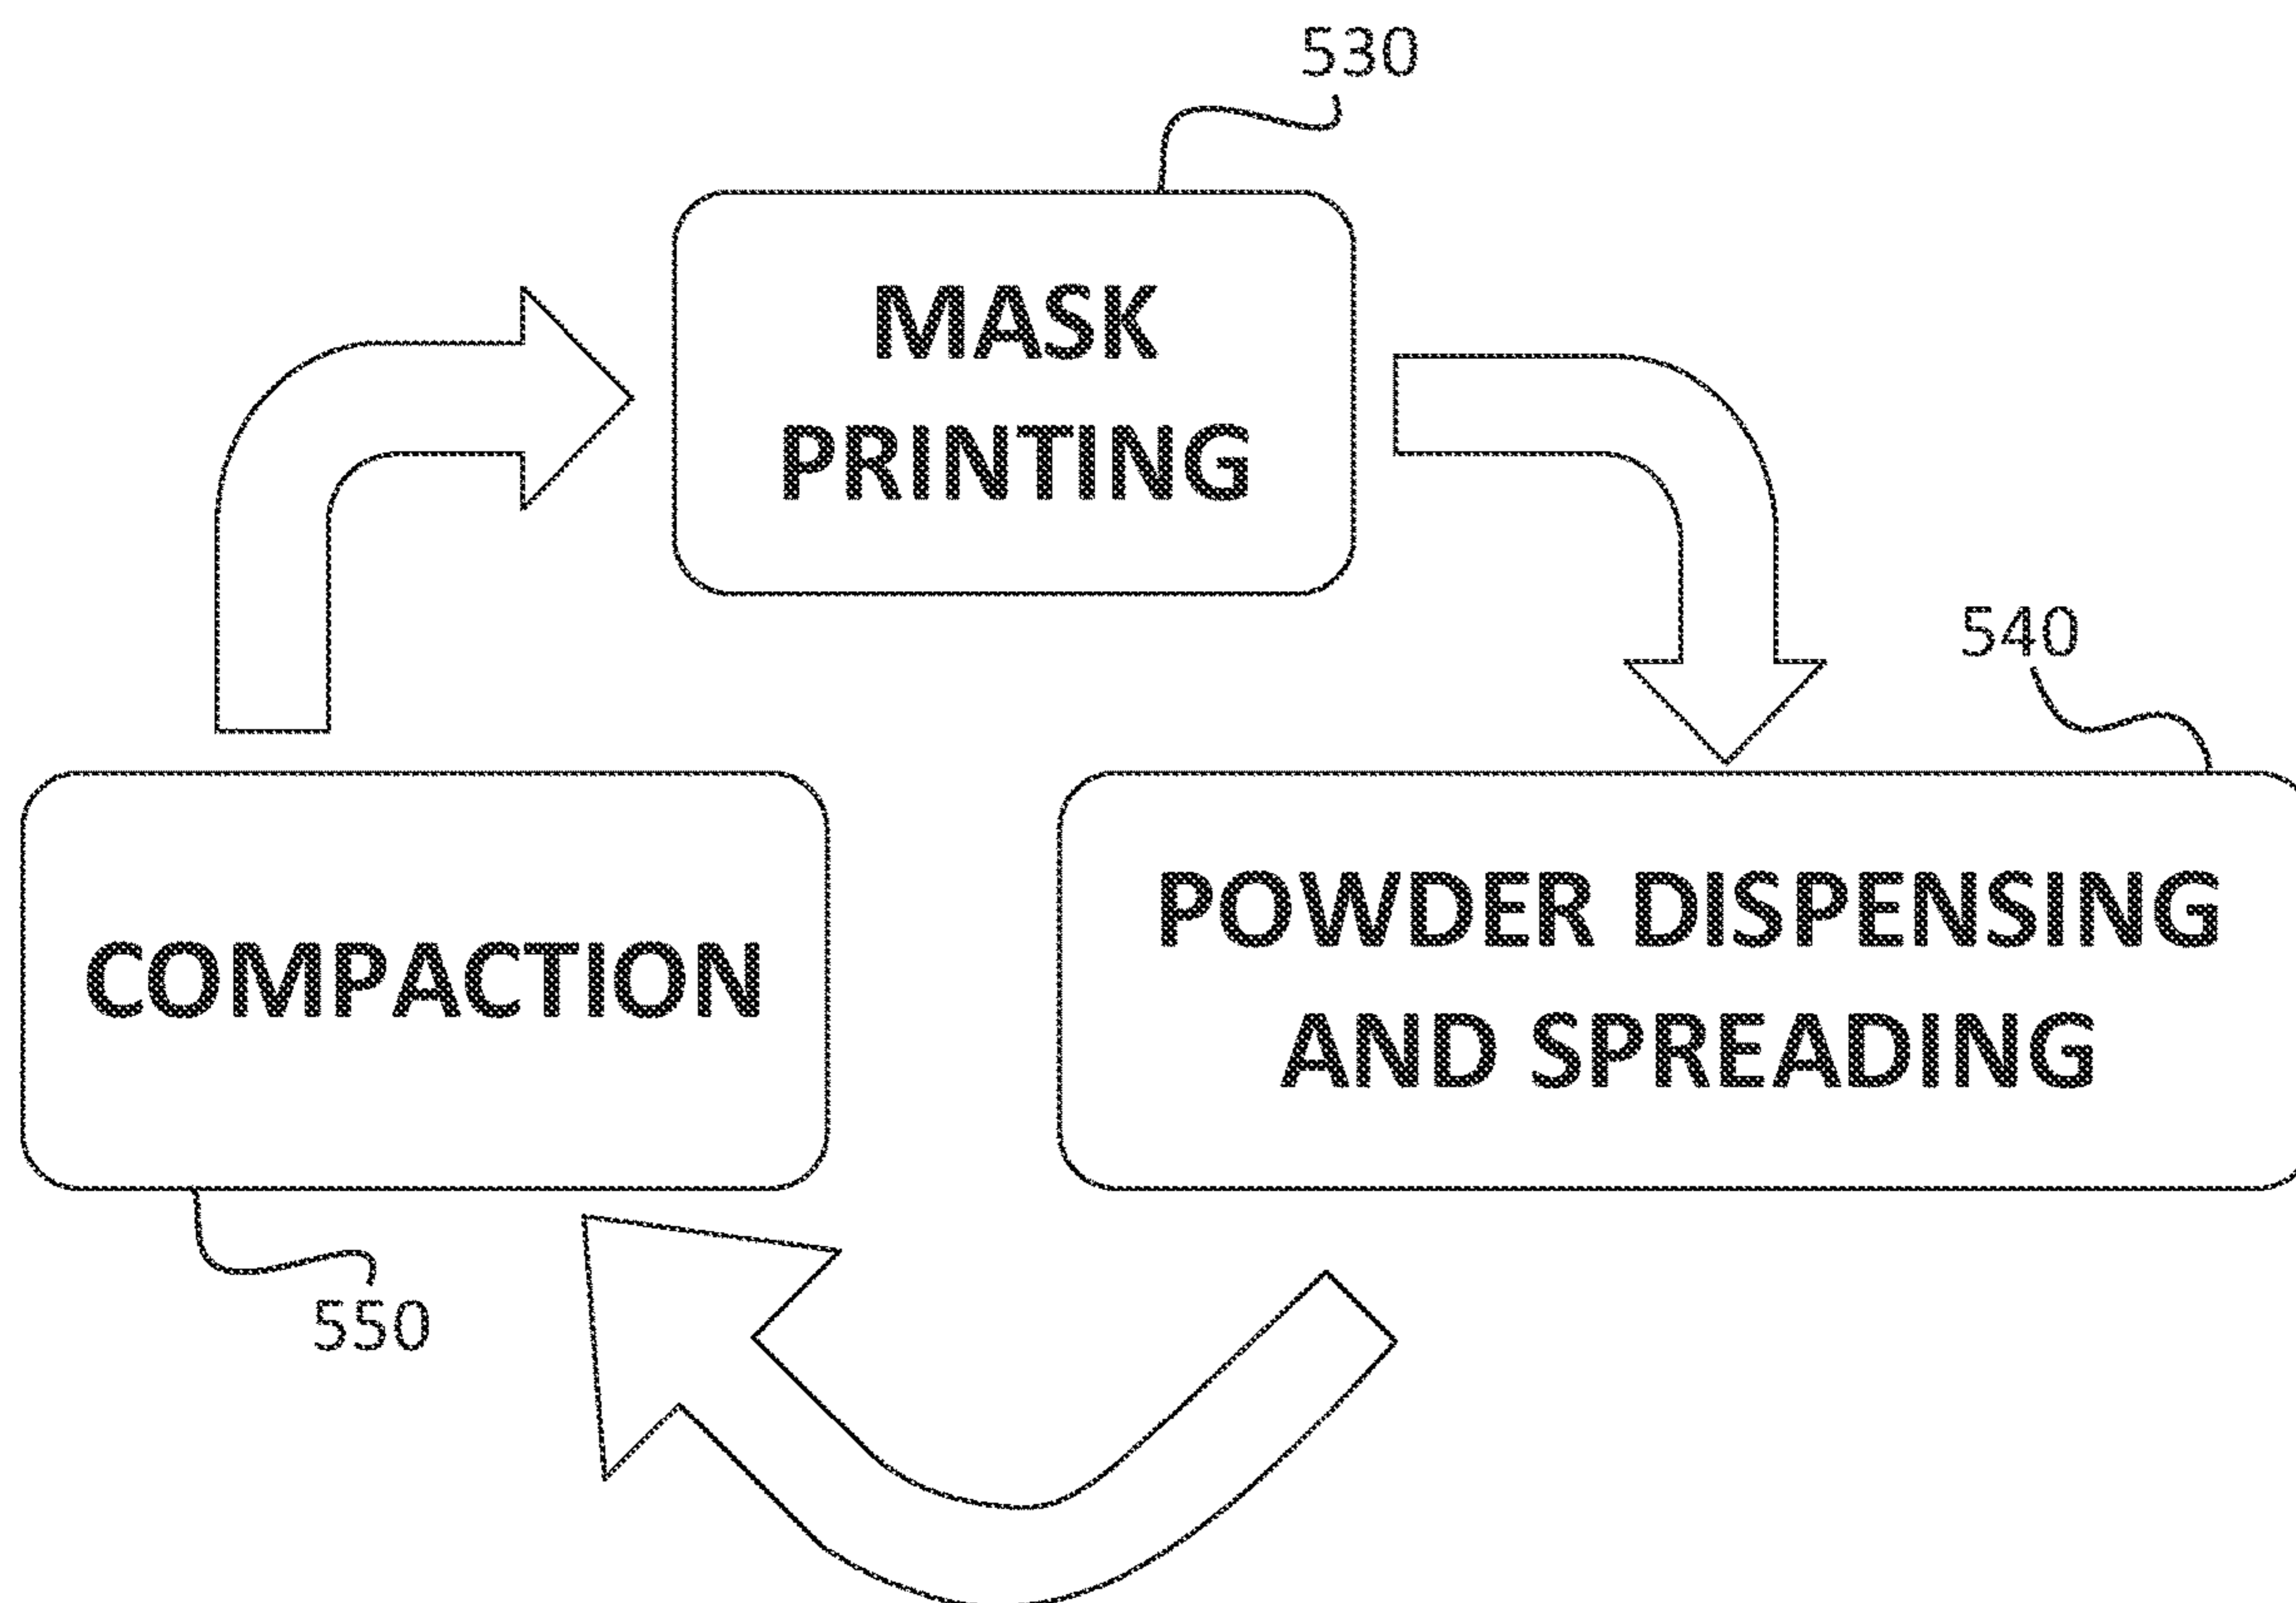 530
MASK
PRINTING
540
POWDER DISPENSING
AND SPREADING
COMPACTION
550